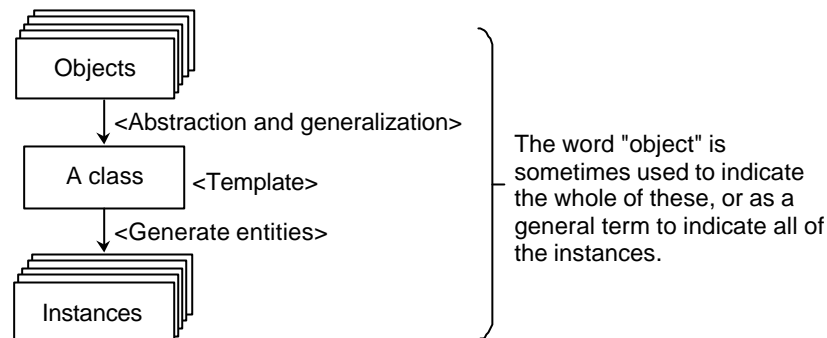 Objects
<Abstraction and generalization>
A class
<Template>
<Generate entities>
Instances
The word "object" is
sometimes used to indicate
the whole of these, or as a
general term to indicate all of
the instances.